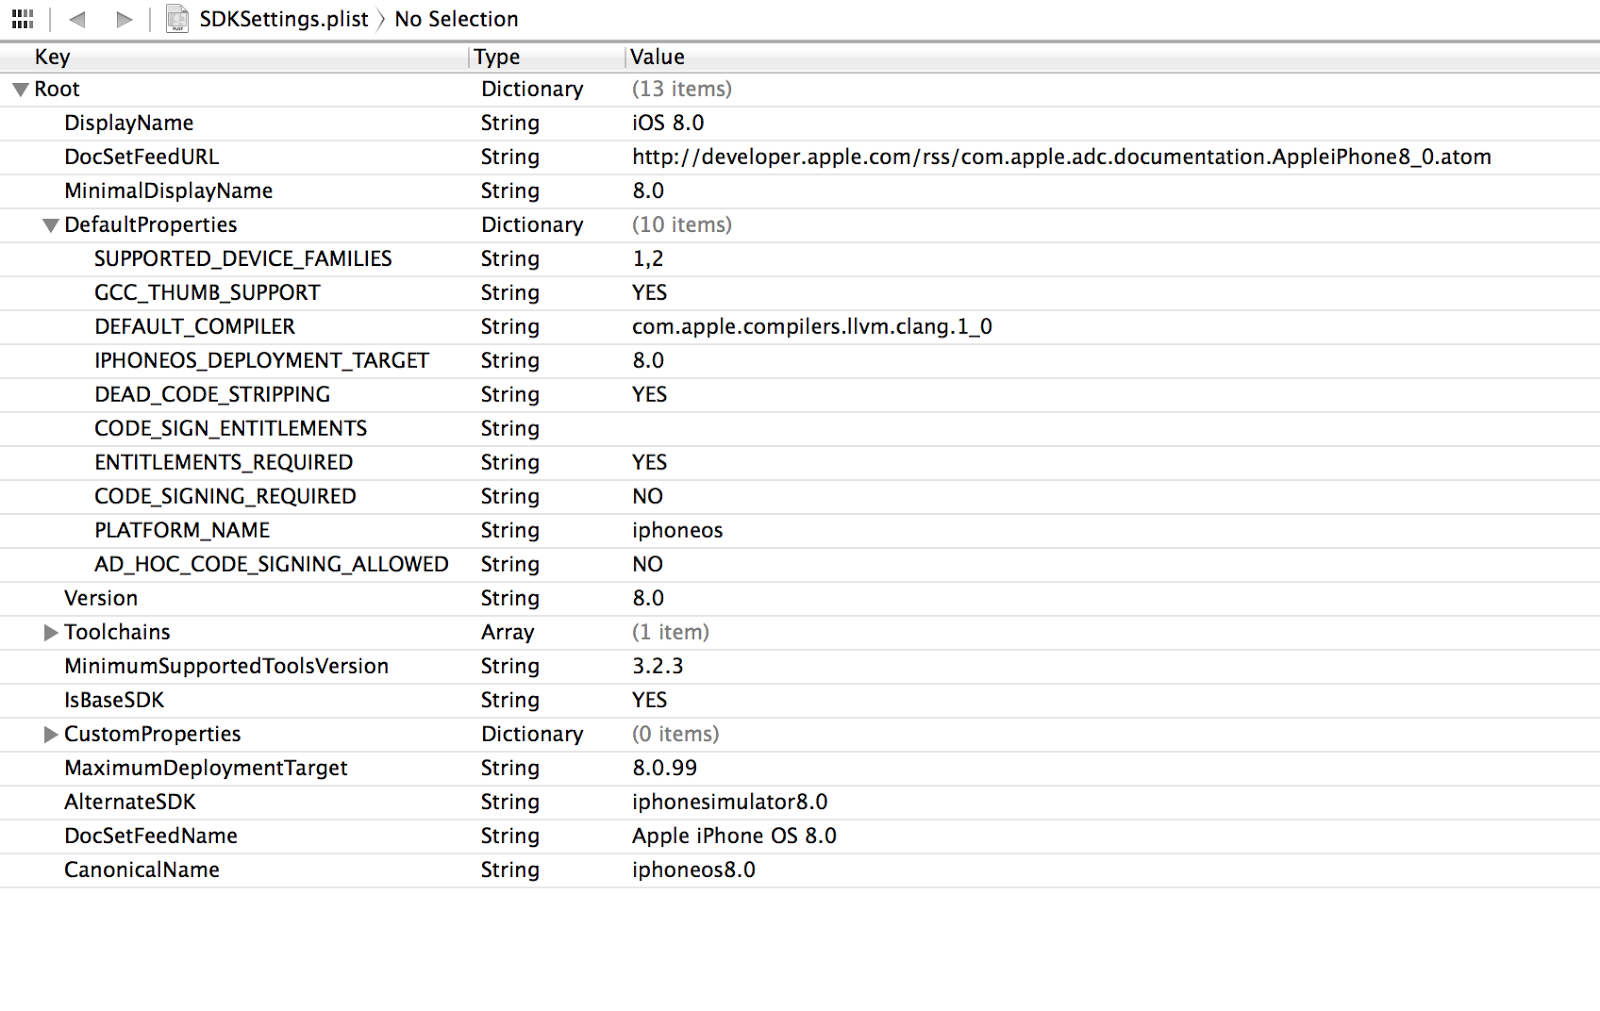 SDKSettings.plist No Selection
Key Type Value
Root Dictionary (13 items)
DisplayName String iOS 8.0
DocSetFeedURL String http://developer.apple.com/rss/com.apple.adc.documentation.AppleiPhone8_0.atom
MinimalDisplayName String 8.0
DefaultProperties Dictionary (10 items)
SUPPORTED_DEVICE_FAMILIES String 1,2
GCC_THUMB_SUPPORT String YES
DEFAULT_COMPILER String com.apple.compilers.llvm.clang.1_0
IPHONEOS_DEPLOYMENT_TARGET String 8.0
DEAD_CODE_STRIPPING String YES
CODE_SIGN_ENTITLEMENTS String
ENTITLEMENTS_REQUIRED String YES
CODE_SIGNING_REQUIRED String NO
PLATFORM_NAME String iphoneos
AD_HOC_CODE_SIGNING_ALLOWED String NO
Version String 8.0
Toolchains Array (1 item)
MinimumSupportedToolsVersion String 3.2.3
IsBaseSDK String YES
CustomProperties Dictionary (0 items)
MaximumDeploymentTarget String 8.0.99
AlternateSDK String iphonesimulator8.0
DocSetFeedName String Apple iPhone OS 8.0
CanonicalName String iphoneos8.0